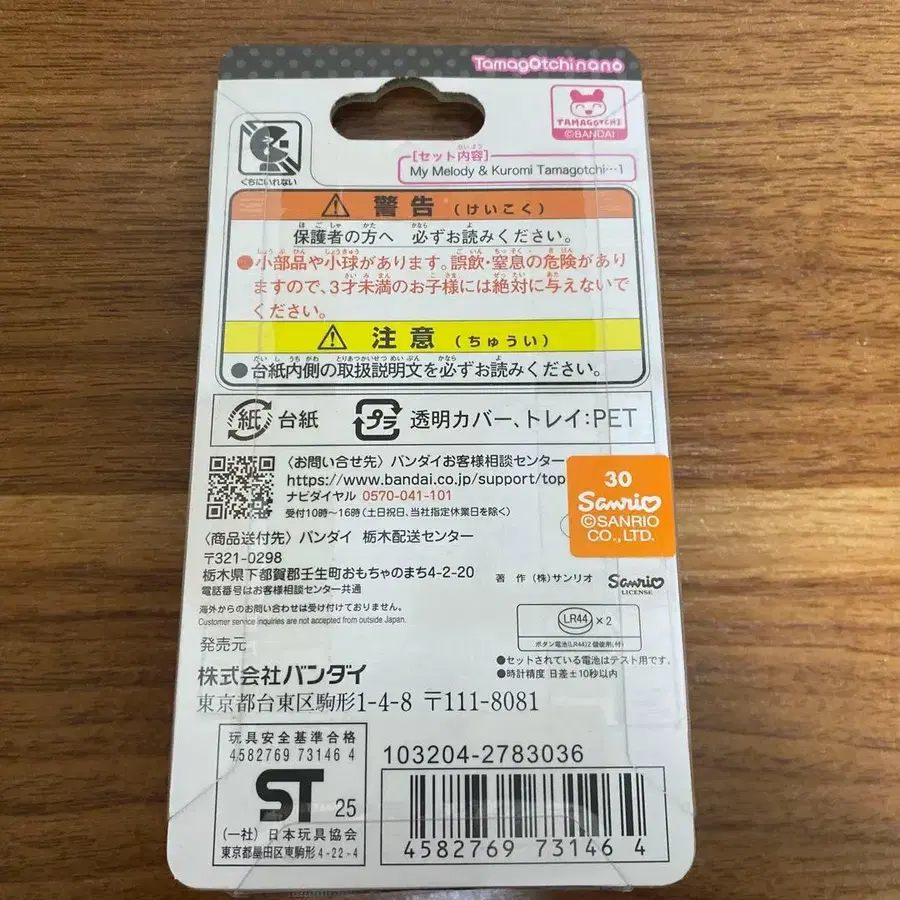 Tamagotchi nano
TAMAGOTCHI
©BANDAI
くちにいれない
[セット内容]
My Melody & Kuromi Tamagotchi…1
警告 (けいこく)
保護者の方へ 必ずお読みください。
●小部品や小球があります。誤飲・窒息の危険があり
ますので、3才未満のお子様には絶対に与えないで
ください。
注意 (ちゅうい)
●台紙内側の取扱説明文を必ずお読みください。
紙 台紙
プラ 透明カバー、トレイ:PET
〈お問い合せ先〉バンダイお客様相談センター
https://www.bandai.co.jp/support/top
ナビダイヤル 0570-041-101
受付10時〜16時(土日祝日、当社指定休業日を除く)
30
Sanrio
©SANRIO
CO.,LTD.
〈商品送付先〉バンダイ 栃木配送センター
〒321-0298
栃木県下都賀郡壬生町おもちゃのまち4-2-20
電話番号はお客様相談センター共通
海外からのお問い合わせは受け付けておりません。
Customer service inquiries are not accepted from outside Japan.
著作 (株)サンリオ
Sanrio
LICENSE
LR44 ×2
ボタン電池(LR44)2個使用(付)
●セットされている電池はテスト用です。
●時計精度 日差±10秒以内
発売元
株式会社バンダイ
東京都台東区駒形1-4-8 〒111-8081
玩具安全基準合格
4582769 73146 4
ST 25
(一社)日本玩具協会
東京都墨田区東駒形4-22-4
103204-2783036
4582769 731464